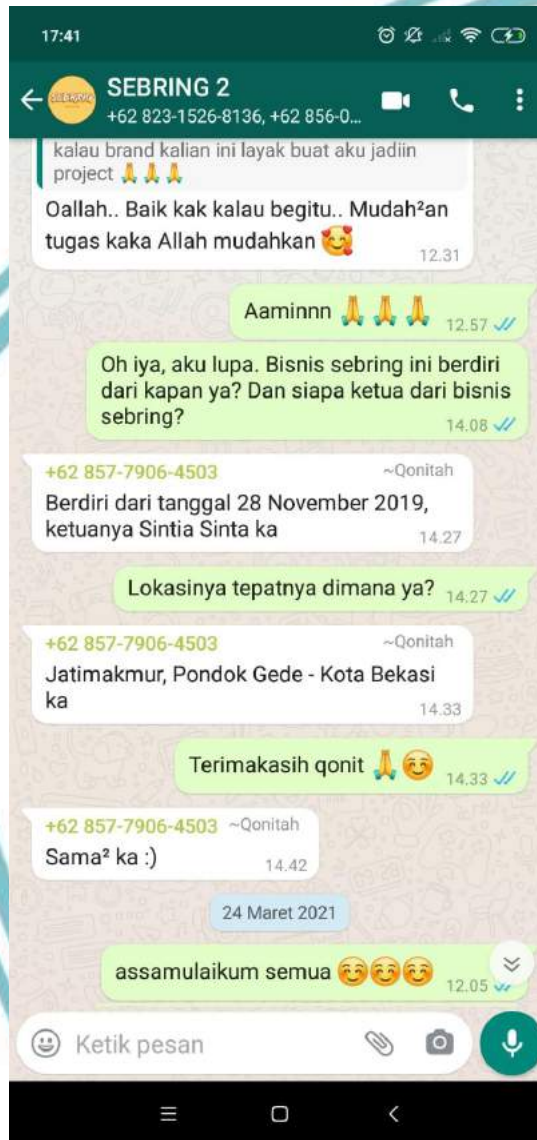 17:41
SEBRING 2
+62 823-1526-8136, +62 856-0...
kalau brand kalian ini layak buat aku jadiin
project 🙏🙏🙏
Oallah.. Baik kak kalau begitu.. Mudah²an
tugas kaka Allah mudahkan 🥰
12.31
Aaminnn 🙏🙏🙏 12.57
Oh iya, aku lupa. Bisnis sebring ini berdiri
dari kapan ya? Dan siapa ketua dari bisnis
sebring?
14.08
+62 857-7906-4503 ~Qonitah
Berdiri dari tanggal 28 November 2019,
ketuanya Sintia Sinta ka
14.27
Lokasinya tepatnya dimana ya? 14.27
+62 857-7906-4503 ~Qonitah
Jatimakmur, Pondok Gede - Kota Bekasi
ka
14.33
Terimakasih qonit 🙏☺️ 14.33
+62 857-7906-4503 ~Qonitah
Sama² ka :)
14.42
24 Maret 2021
assamulaikum semua ☺️☺️☺️ 12.05
Ketik pesan